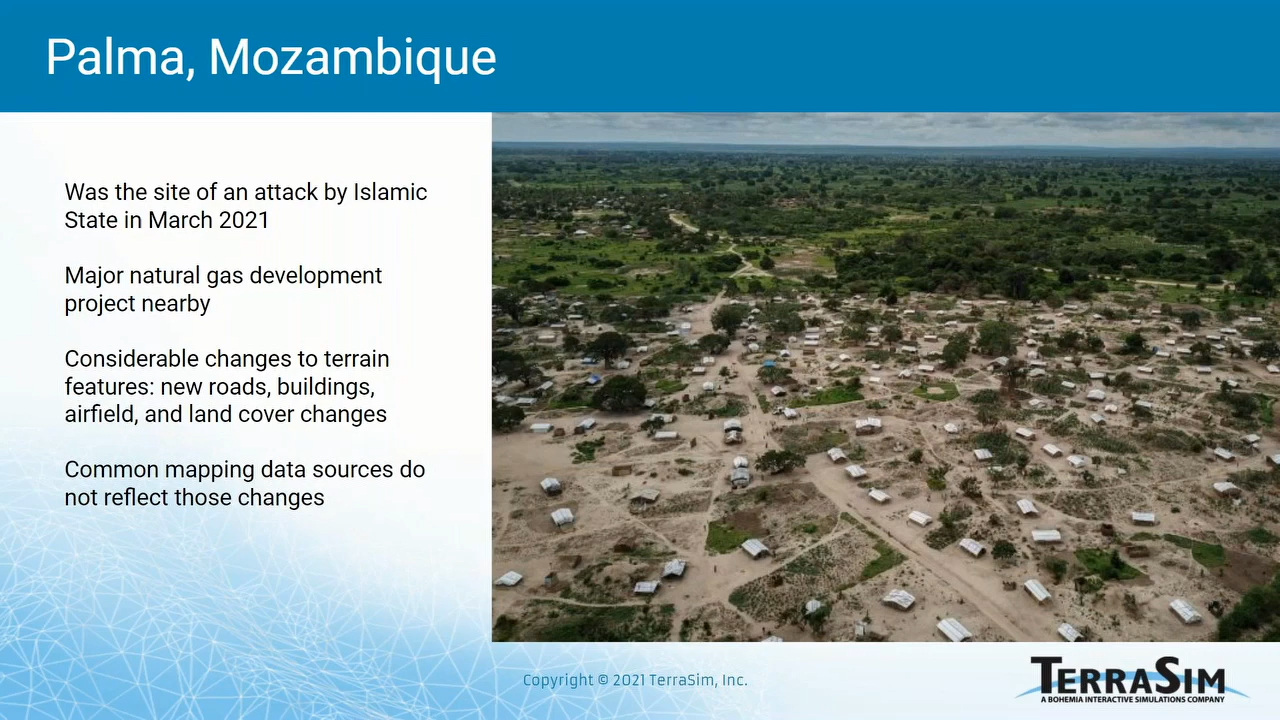 Palma, Mozambique
Was the site of an attack by Islamic
State in March 2021
Major natural gas development
project nearby
Considerable changes to terrain
features: new roads, buildings,
airfield, and land cover changes
Common mapping data sources do
not reflect those changes
Copyright © 2021 TerraSim, Inc.
TERRASIM
A BOHEMIA INTERACTIVE SIMULATIONS COMPANY